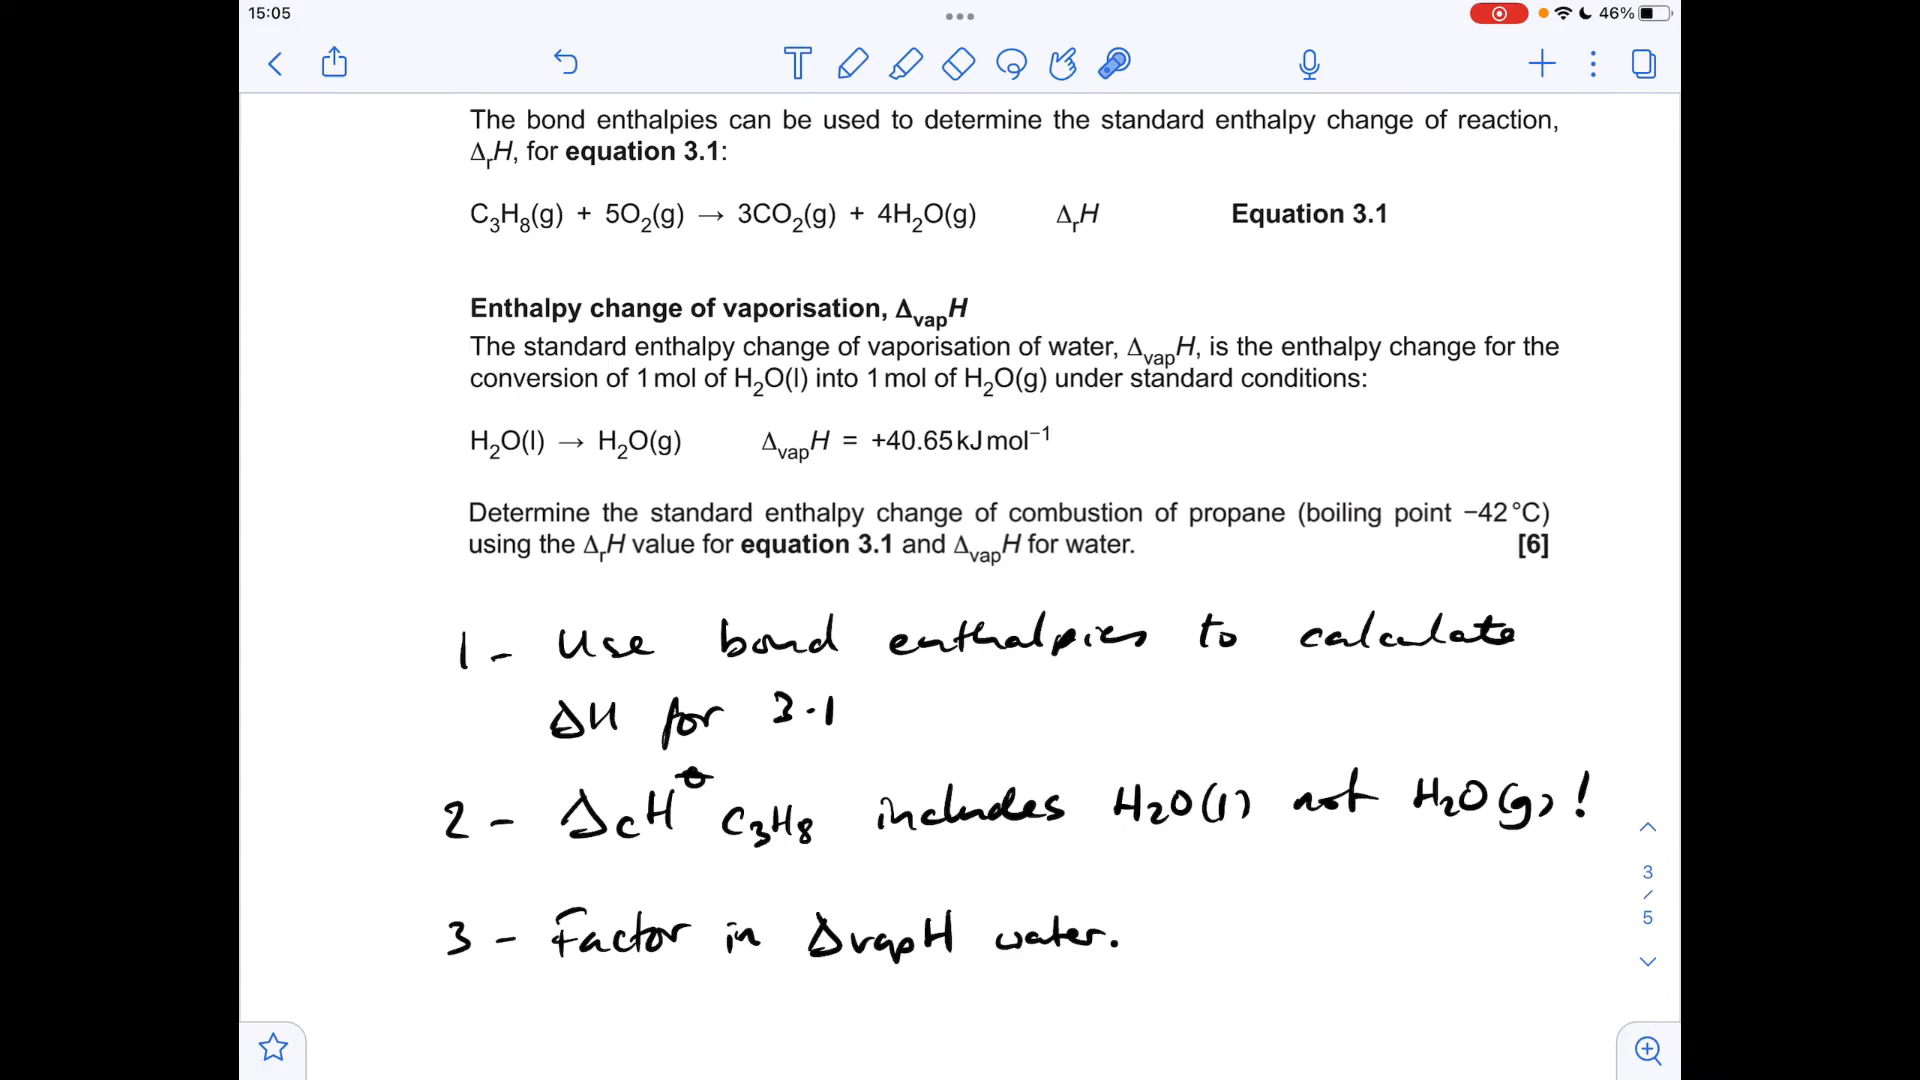 15:05
46%
The bond enthalpies can be used to determine the standard enthalpy change of reaction,
ΔᵣH, for equation 3.1:
C₃H₈(g) + 5O₂(g) → 3CO₂(g) + 4H₂O(g) ΔᵣH Equation 3.1
Enthalpy change of vaporisation, Δ_vapH
The standard enthalpy change of vaporisation of water, Δ_vapH, is the enthalpy change for the
conversion of 1 mol of H₂O(l) into 1 mol of H₂O(g) under standard conditions:
H₂O(l) → H₂O(g) Δ_vapH = +40.65 kJ mol⁻¹
Determine the standard enthalpy change of combustion of propane (boiling point −42 °C)
using the ΔᵣH value for equation 3.1 and Δ_vapH for water. [6]
1 - Use bond enthalpies to calculate
ΔH for 3.1
2 - ΔcH⦵ C₃H₈ includes H₂O(l) not H₂O(g)!
3 - Factor in ΔvapH water.
3
/
5